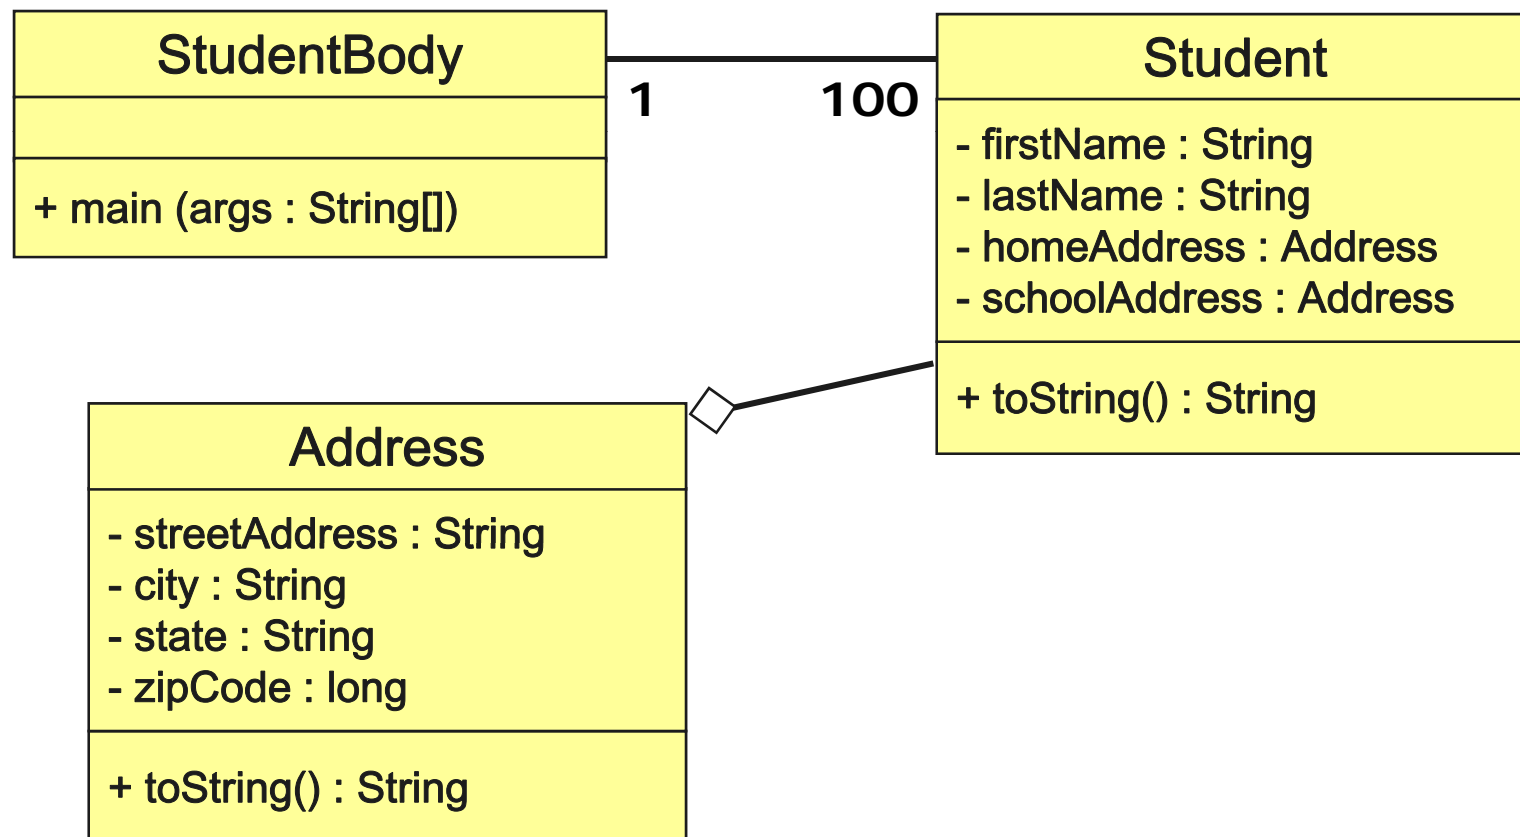 StudentBody
+ main (args : String[])
1
100
Student
- firstName : String
- lastName : String
- homeAddress : Address
- schoolAddress : Address
+ toString() : String
Address
- streetAddress : String
- city : String
- state : String
- zipCode : long
+ toString() : String